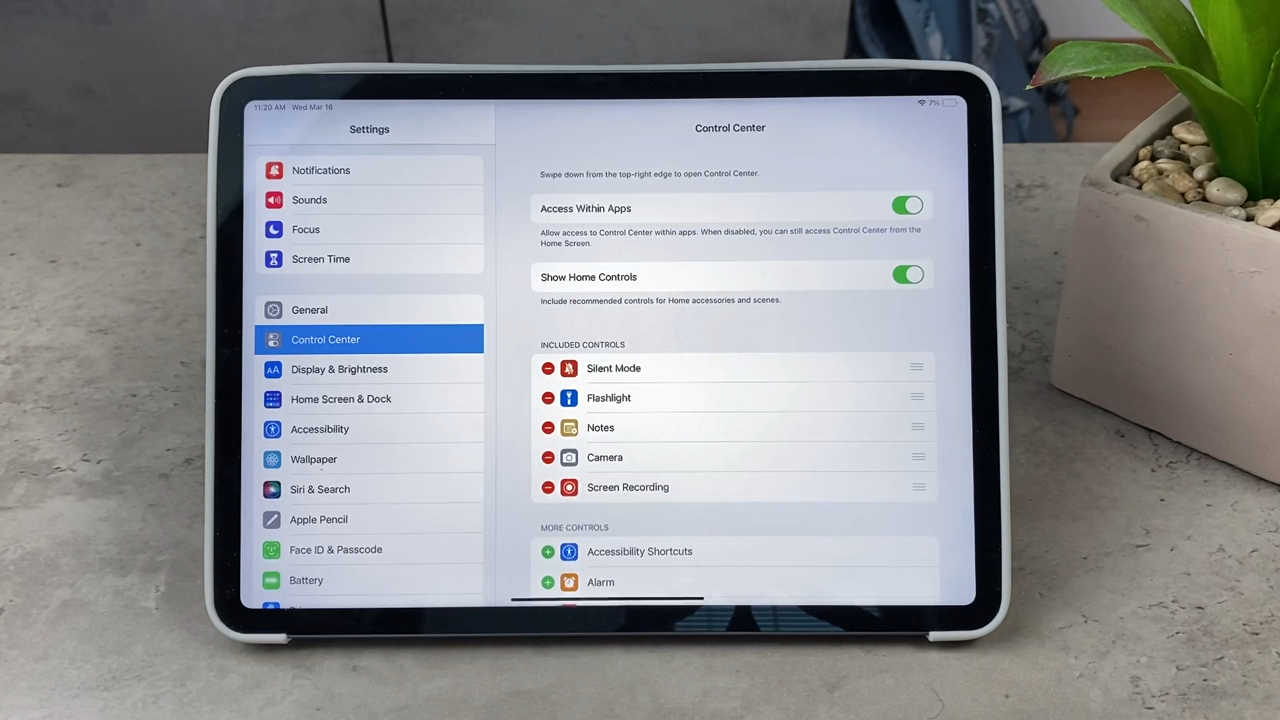 11:20 AM Wed Mar 16
7%
Settings
Notifications
Sounds
Focus
Screen Time
General
Control Center
Display & Brightness
Home Screen & Dock
Accessibility
Wallpaper
Siri & Search
Apple Pencil
Face ID & Passcode
Battery
Control Center
Swipe down from the top-right edge to open Control Center.
Access Within Apps
Allow access to Control Center within apps. When disabled, you can still access Control Center from the
Home Screen.
Show Home Controls
Include recommended controls for Home accessories and scenes.
INCLUDED CONTROLS
Silent Mode
Flashlight
Notes
Camera
Screen Recording
MORE CONTROLS
Accessibility Shortcuts
Alarm